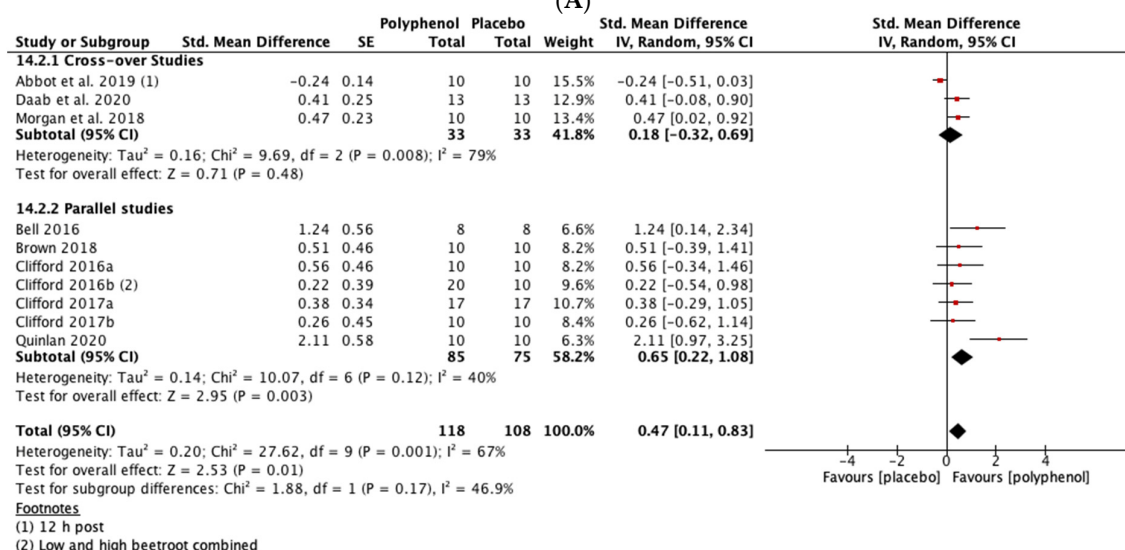 (A)
Polyphenol Placebo Std. Mean Difference Std. Mean Difference
Study or Subgroup Std. Mean Difference SE Total Total Weight IV, Random, 95% CI IV, Random, 95% CI
14.2.1 Cross-over Studies
Abbot et al. 2019 (1) −0.24 0.14 10 10 15.5% −0.24 [−0.51, 0.03]
Daab et al. 2020 0.41 0.25 13 13 12.9% 0.41 [−0.08, 0.90]
Morgan et al. 2018 0.47 0.23 10 10 13.4% 0.47 [0.02, 0.92]
Subtotal (95% CI) 33 33 41.8% 0.18 [−0.32, 0.69]
Heterogeneity: Tau² = 0.16; Chi² = 9.69, df = 2 (P = 0.008); I² = 79%
Test for overall effect: Z = 0.71 (P = 0.48)
14.2.2 Parallel studies
Bell 2016 1.24 0.56 8 8 6.6% 1.24 [0.14, 2.34]
Brown 2018 0.51 0.46 10 10 8.2% 0.51 [−0.39, 1.41]
Clifford 2016a 0.56 0.46 10 10 8.2% 0.56 [−0.34, 1.46]
Clifford 2016b (2) 0.22 0.39 20 10 9.6% 0.22 [−0.54, 0.98]
Clifford 2017a 0.38 0.34 17 17 10.7% 0.38 [−0.29, 1.05]
Clifford 2017b 0.26 0.45 10 10 8.4% 0.26 [−0.62, 1.14]
Quinlan 2020 2.11 0.58 10 10 6.3% 2.11 [0.97, 3.25]
Subtotal (95% CI) 85 75 58.2% 0.65 [0.22, 1.08]
Heterogeneity: Tau² = 0.14; Chi² = 10.07, df = 6 (P = 0.12); I² = 40%
Test for overall effect: Z = 2.95 (P = 0.003)
Total (95% CI) 118 108 100.0% 0.47 [0.11, 0.83]
Heterogeneity: Tau² = 0.20; Chi² = 27.62, df = 9 (P = 0.001); I² = 67%
Test for overall effect: Z = 2.53 (P = 0.01)
Test for subgroup differences: Chi² = 1.88, df = 1 (P = 0.17), I² = 46.9%
−4 −2 0 2 4
Favours [placebo] Favours [polyphenol]
Footnotes
(1) 12 h post
(2) Low and high beetroot combined